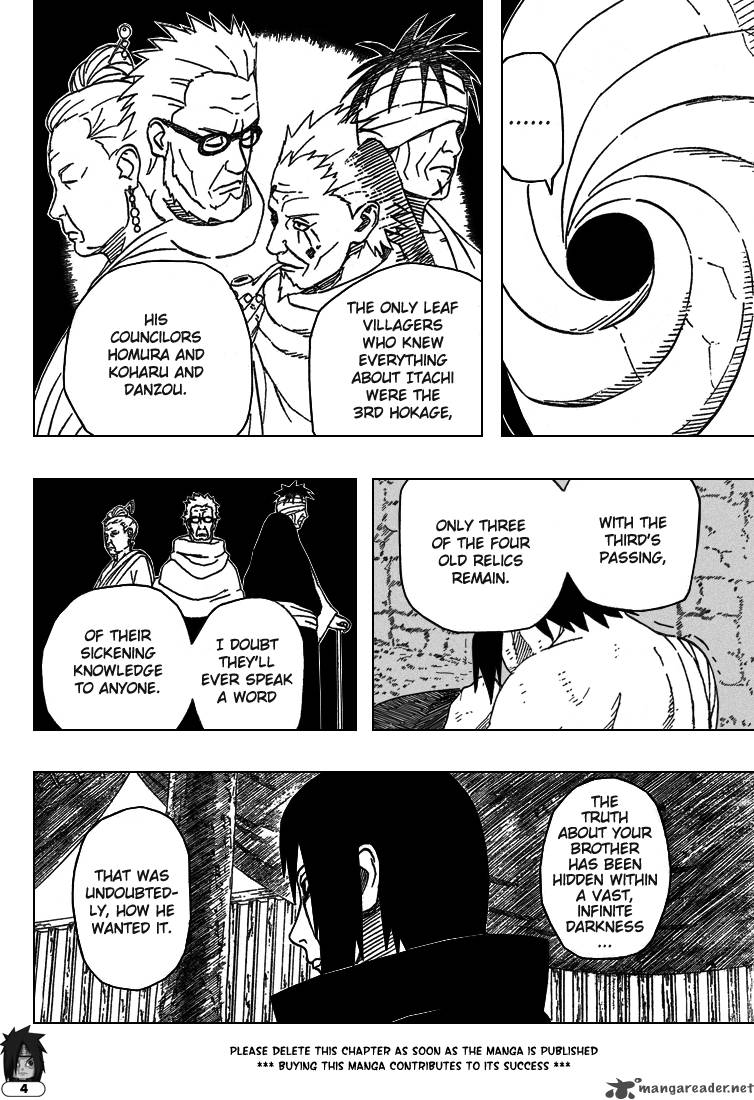 ......
THE ONLY LEAF
VILLAGERS
WHO KNEW
EVERYTHING
ABOUT ITACHI
WERE THE
3RD HOKAGE,
HIS
COUNCILORS
HOMURA AND
KOHARU AND
DANZOU.
WITH THE
THIRD'S
PASSING,
ONLY THREE
OF THE FOUR
OLD RELICS
REMAIN.
I DOUBT
THEY'LL
EVER SPEAK
A WORD
OF THEIR
SICKENING
KNOWLEDGE
TO ANYONE.
THE
TRUTH
ABOUT YOUR
BROTHER
HAS BEEN
HIDDEN WITHIN
A VAST,
INFINITE
DARKNESS
...
THAT WAS
UNDOUBTED-
LY, HOW HE
WANTED IT.
4
PLEASE DELETE THIS CHAPTER AS SOON AS THE MANGA IS PUBLISHED
*** BUYING THIS MANGA CONTRIBUTES TO ITS SUCCESS ***
mangareader.net